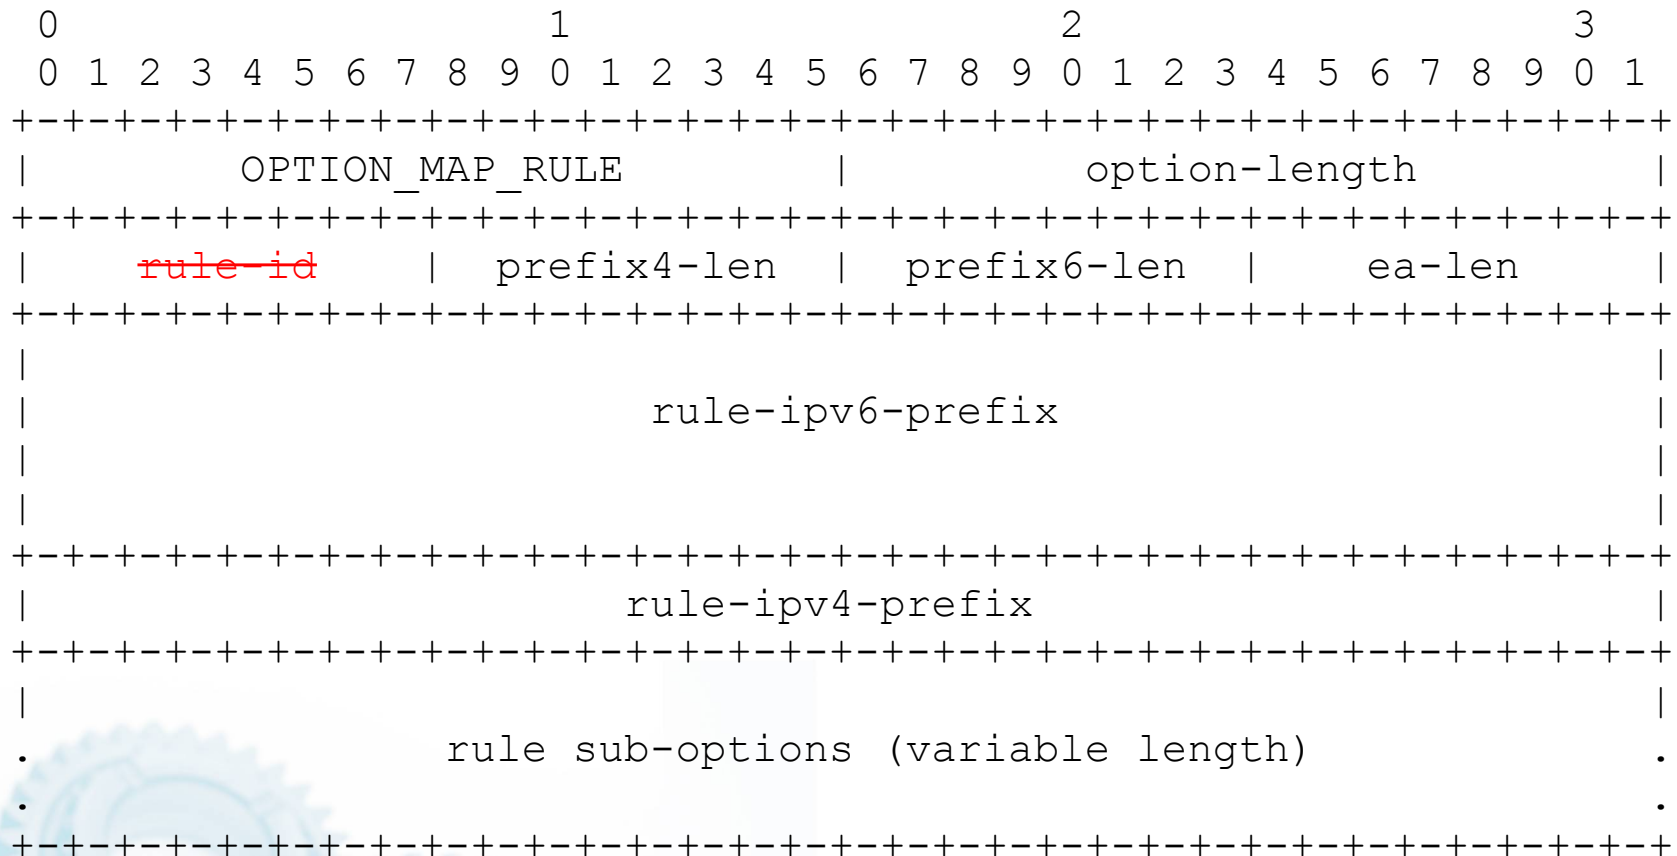 0                   1                   2                   3
0 1 2 3 4 5 6 7 8 9 0 1 2 3 4 5 6 7 8 9 0 1 2 3 4 5 6 7 8 9 0 1
+-+-+-+-+-+-+-+-+-+-+-+-+-+-+-+-+-+-+-+-+-+-+-+-+-+-+-+-+-+-+-+-+
|        OPTION_MAP_RULE        |         option-length         |
+-+-+-+-+-+-+-+-+-+-+-+-+-+-+-+-+-+-+-+-+-+-+-+-+-+-+-+-+-+-+-+-+
|    rule-id    |  prefix4-len  |  prefix6-len  |    ea-len     |
+-+-+-+-+-+-+-+-+-+-+-+-+-+-+-+-+-+-+-+-+-+-+-+-+-+-+-+-+-+-+-+-+
|                                                               |
|                        rule-ipv6-prefix                       |
|                                                               |
|                                                               |
+-+-+-+-+-+-+-+-+-+-+-+-+-+-+-+-+-+-+-+-+-+-+-+-+-+-+-+-+-+-+-+-+
|                       rule-ipv4-prefix                        |
+-+-+-+-+-+-+-+-+-+-+-+-+-+-+-+-+-+-+-+-+-+-+-+-+-+-+-+-+-+-+-+-+
|                                                               |
.                rule sub-options (variable length)             .
.                                                               .
+-+-+-+-+-+-+-+-+-+-+-+-+-+-+-+-+-+-+-+-+-+-+-+-+-+-+-+-+-+-+-+-+